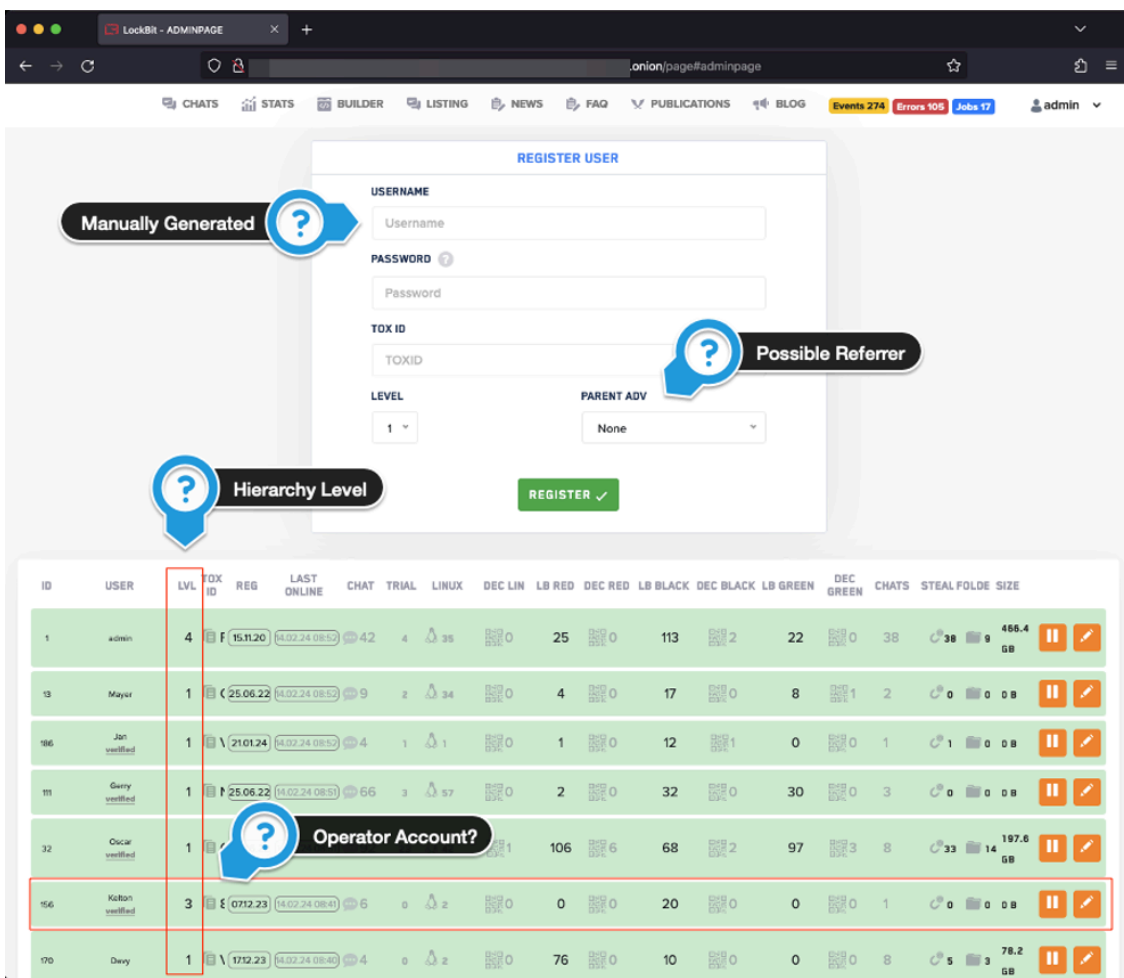 LockBit - ADMINPAGE
.onion/page#adminpage
CHATS STATS BUILDER LISTING NEWS FAQ PUBLICATIONS BLOG Events 274 Errors 105 Jobs 17 admin
REGISTER USER
USERNAME
Manually Generated ?
Username
PASSWORD ?
Password
TOX ID
? Possible Referrer
TOXID
LEVEL PARENT ADV
1 None
? Hierarchy Level
REGISTER
ID USER LVL TOX ID REG LAST ONLINE CHAT TRIAL LINUX DEC LIN LB RED DEC RED LB BLACK DEC BLACK LB GREEN DEC GREEN CHATS STEAL FOLDE SIZE
1 admin 4 F 15.11.20 14.02.24 08:52 42 4 35 0 25 0 113 2 22 0 38 38 9 466.4 GB
13 Mayer 1 ( 25.06.22 14.02.24 08:52 9 2 34 0 4 0 17 0 8 1 2 0 0 0 B
186 Jan verified 1 \ 21.01.24 14.02.24 08:52 4 1 1 0 1 0 12 1 0 0 1 1 0 0 B
111 Gerry verified 1 25.06.22 14.02.24 08:51 66 3 57 0 2 0 32 0 30 0 3 0 0 0 B
? Operator Account?
32 Oscar verified 1 1 106 6 68 2 97 3 8 33 14 197.6 GB
156 Kelton verified 3 07.12.23 14.02.24 08:41 6 0 2 0 0 0 20 0 0 0 1 0 0 0 B
170 Davy 1 \ 17.12.23 14.02.24 08:40 4 0 2 0 76 0 10 0 0 0 8 5 3 78.2 GB